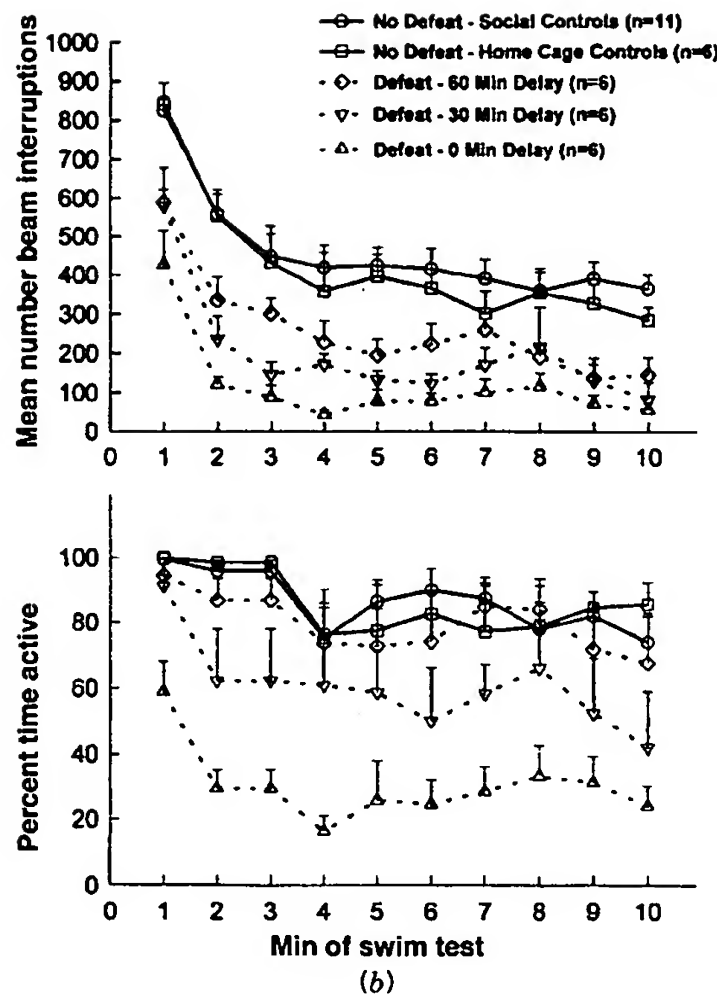 No Defeat - Social Controls (n=11)
No Defeat - Home Cage Controls (n=6)
Defeat - 60 Min Delay (n=6)
Defeat - 30 Min Delay (n=6)
Defeat - 0 Min Delay (n=6)
Mean number beam interruptions
1000
900
800
700
600
500
400
300
200
100
0
0 1 2 3 4 5 6 7 8 9 10
Percent time active
100
80
60
40
20
0
0 1 2 3 4 5 6 7 8 9 10
Min of swim test
(b)